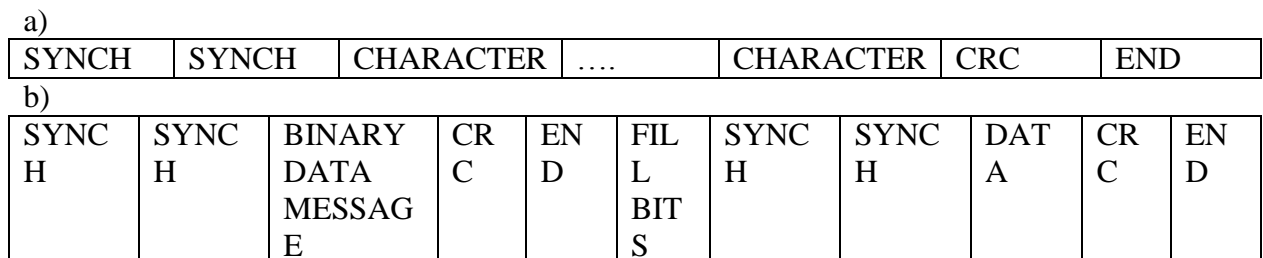 a)
SYNCH SYNCH CHARACTER …. CHARACTER CRC END
b)
SYNC SYNC BINARY CR EN FIL SYNC SYNC DAT CR EN
H H DATA C D L H H A C D
MESSAG BIT
E S